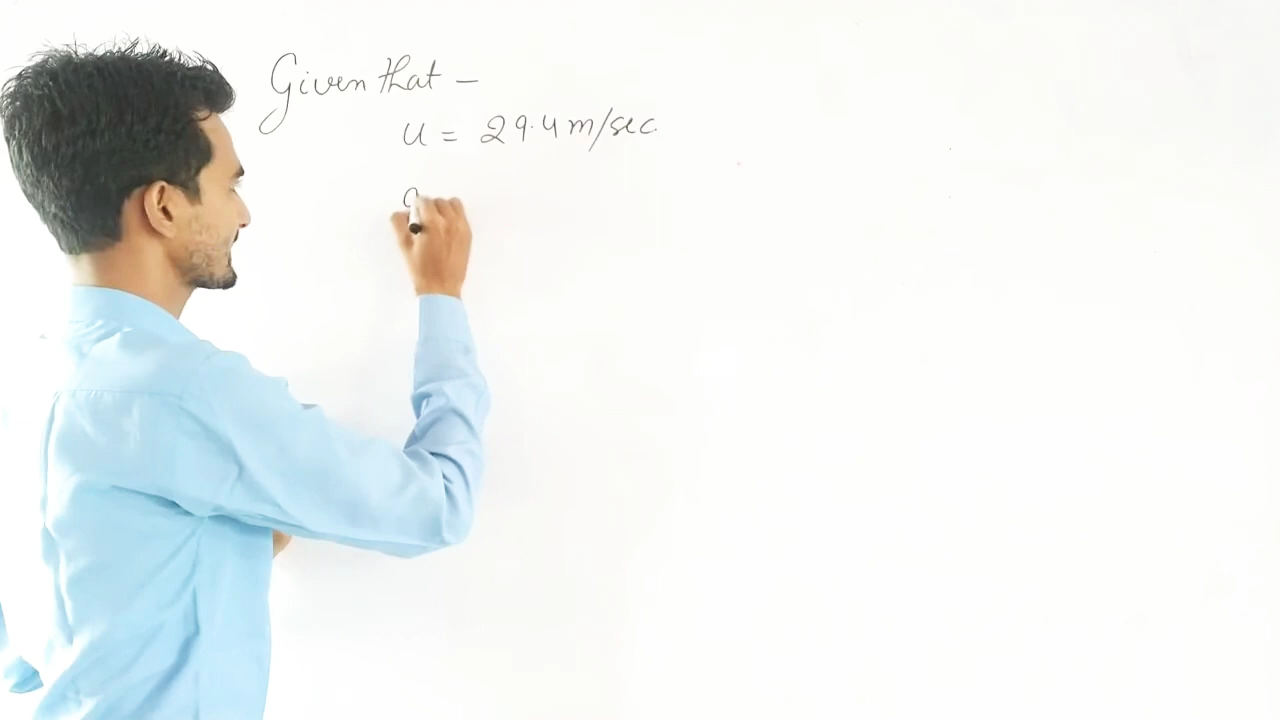 Given that –
u = 29.4 m/sec.